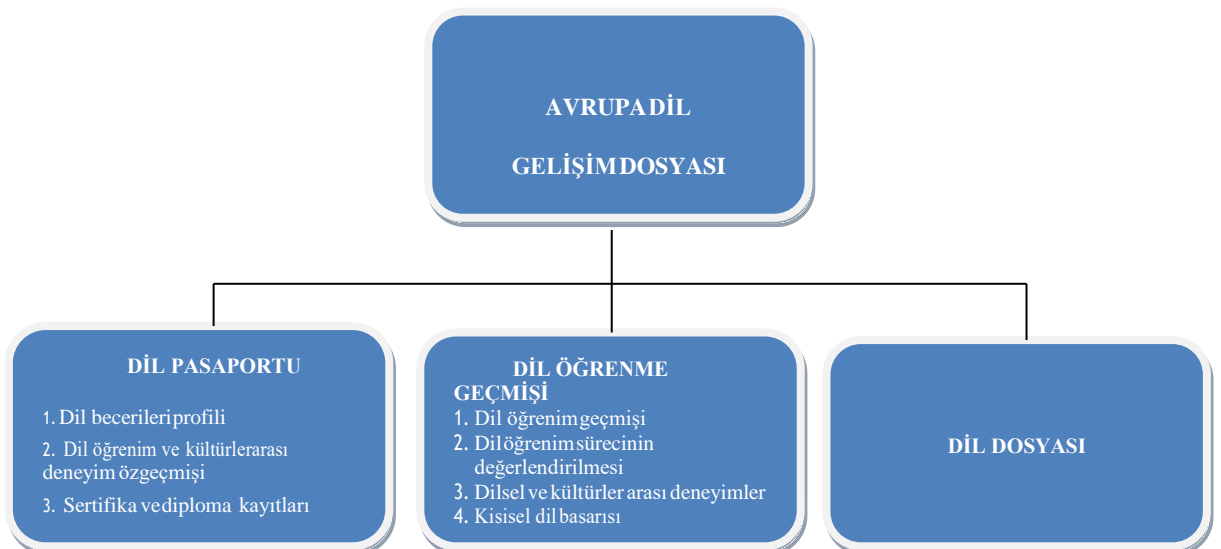 AVRUPA DİL
GELİŞİM DOSYASI
DİL PASAPORTU
1. Dil becerileri profili
2. Dil öğrenim ve kültürlerarası
deneyim özgeçmişi
3. Sertifika ve diploma kayıtları
DİL ÖĞRENME
GEÇMİŞİ
1. Dil öğrenim geçmişi
2. Dil öğrenim sürecinin
değerlendirilmesi
3. Dilsel ve kültürler arası deneyimler
4. Kisisel dil basarısı
DİL DOSYASI